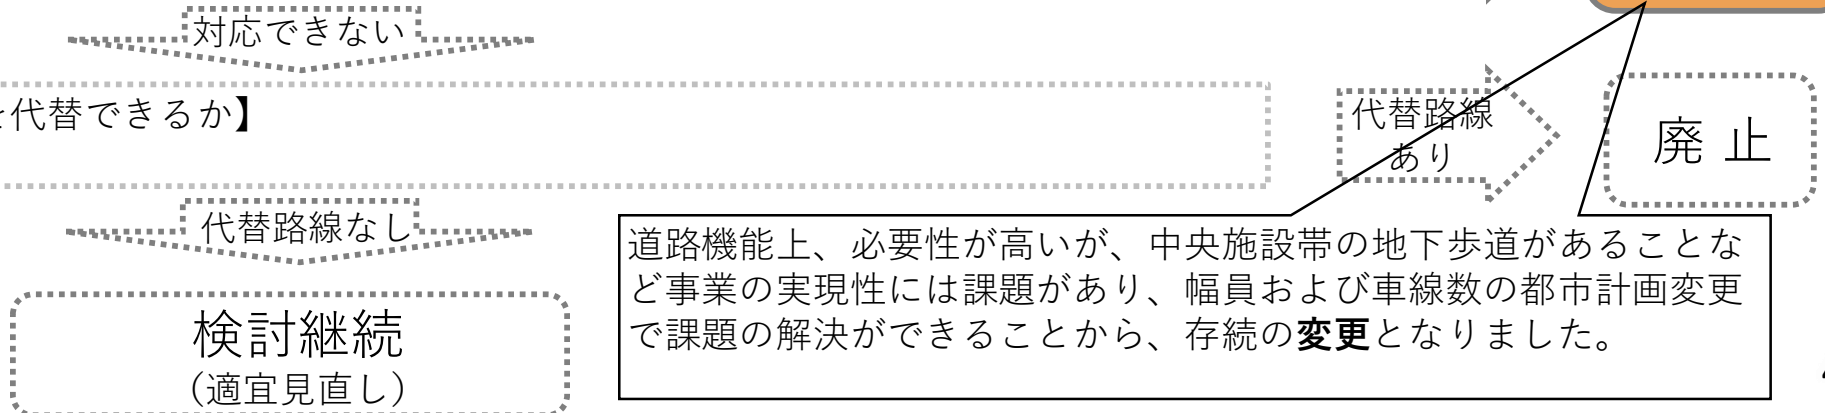 対応できない
代替できるか】
代替路線
あり
廃 止
代替路線なし
道路機能上、必要性が高いが、中央施設帯の地下歩道があることな
ど事業の実現性には課題があり、幅員および車線数の都市計画変更
で課題の解決ができることから、存続の変更となりました。
検討継続
（適宜見直し）